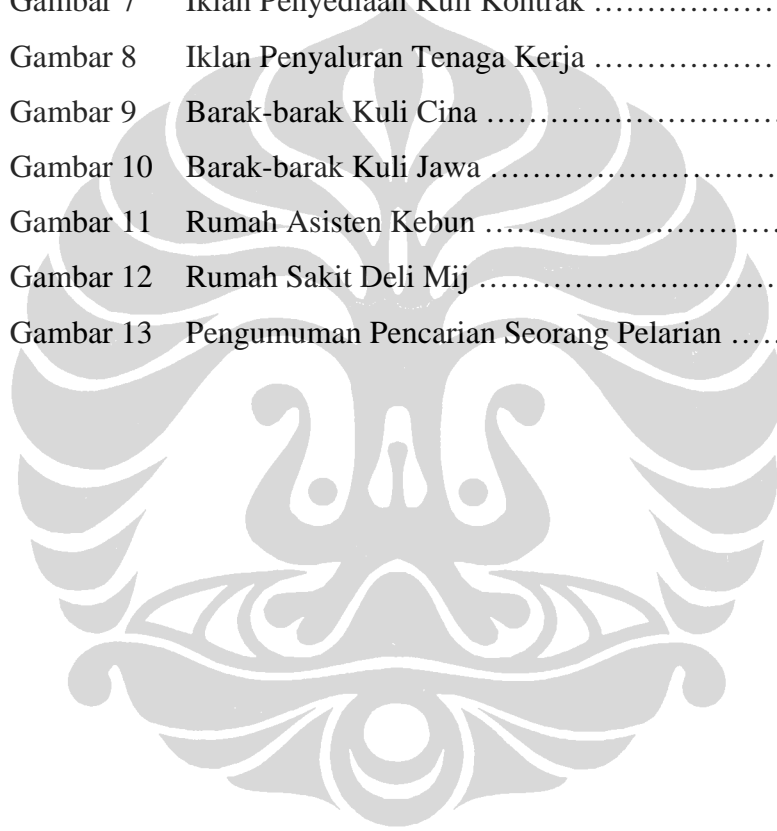 Gambar 7 Iklan Penyediaan Kuli Kontrak ………………
Gambar 8 Iklan Penyaluran Tenaga Kerja ………………
Gambar 9 Barak-barak Kuli Cina …………………………
Gambar 10 Barak-barak Kuli Jawa …………………………
Gambar 11 Rumah Asisten Kebun …………………………
Gambar 12 Rumah Sakit Deli Mij …………………………
Gambar 13 Pengumuman Pencarian Seorang Pelarian ……